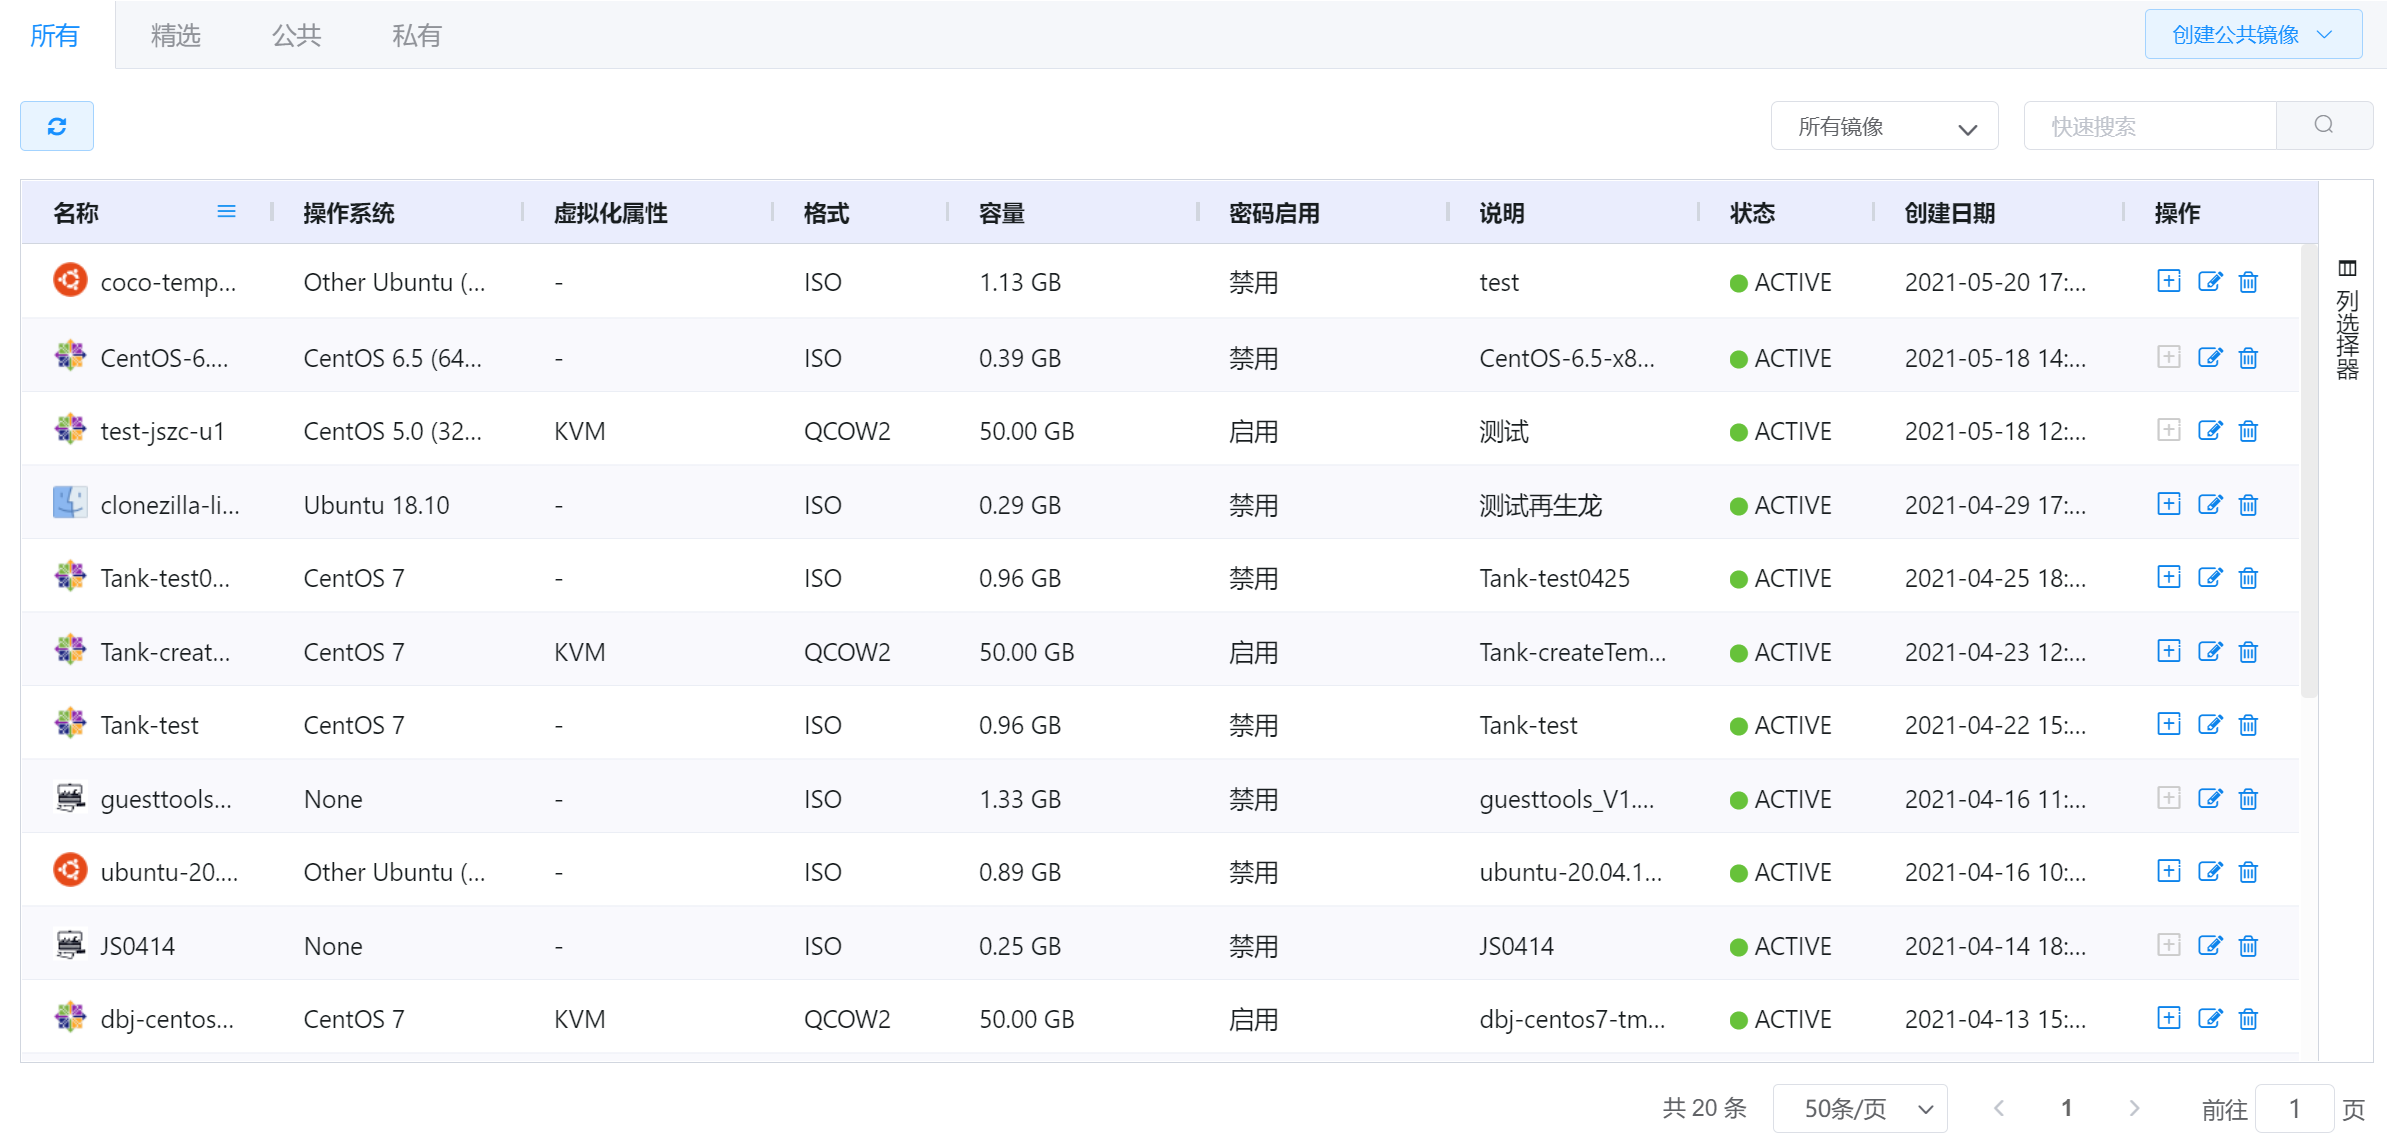 所有 精选 公共 私有 创建公共镜像
所有镜像 快速搜索
名称 操作系统 虚拟化属性 格式 容量 密码启用 说明 状态 创建日期 操作
coco-temp... Other Ubuntu (... - ISO 1.13 GB 禁用 test ACTIVE 2021-05-20 17:...
CentOS-6.... CentOS 6.5 (64... - ISO 0.39 GB 禁用 CentOS-6.5-x8... ACTIVE 2021-05-18 14:...
test-jszc-u1 CentOS 5.0 (32... KVM QCOW2 50.00 GB 启用 测试 ACTIVE 2021-05-18 12:...
clonezilla-li... Ubuntu 18.10 - ISO 0.29 GB 禁用 测试再生龙 ACTIVE 2021-04-29 17:...
Tank-test0... CentOS 7 - ISO 0.96 GB 禁用 Tank-test0425 ACTIVE 2021-04-25 18:...
Tank-creat... CentOS 7 KVM QCOW2 50.00 GB 启用 Tank-createTem... ACTIVE 2021-04-23 12:...
Tank-test CentOS 7 - ISO 0.96 GB 禁用 Tank-test ACTIVE 2021-04-22 15:...
guesttools... None - ISO 1.33 GB 禁用 guesttools_V1.... ACTIVE 2021-04-16 11:...
ubuntu-20.... Other Ubuntu (... - ISO 0.89 GB 禁用 ubuntu-20.04.1... ACTIVE 2021-04-16 10:...
JS0414 None - ISO 0.25 GB 禁用 JS0414 ACTIVE 2021-04-14 18:...
dbj-centos... CentOS 7 KVM QCOW2 50.00 GB 启用 dbj-centos7-tm... ACTIVE 2021-04-13 15:...
列选择器
共 20 条 50条/页 1 前往 1 页